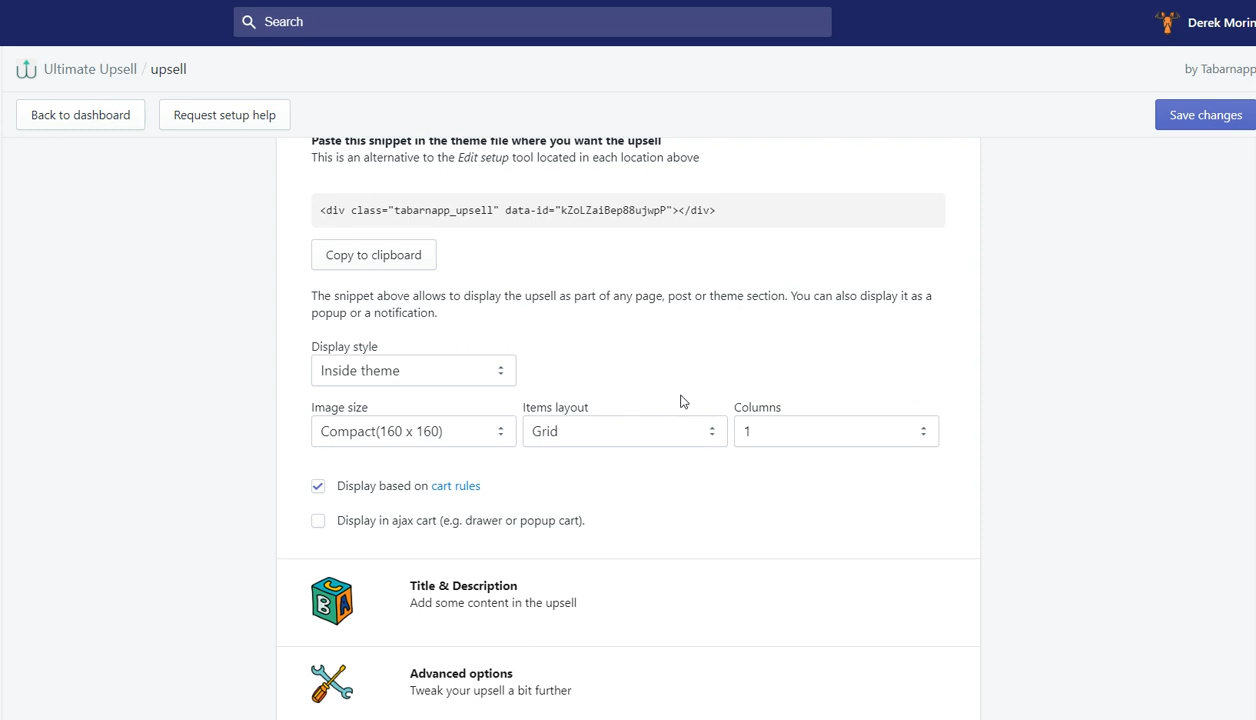 Search
Derek Morin
Ultimate Upsell / upsell
by Tabarnapp
Back to dashboard
Request setup help
Save changes
Paste this snippet in the theme file where you want the upsell
This is an alternative to the Edit setup tool located in each location above
<div class="tabarnapp_upsell" data-id="kZoLZaiBep88ujwpP"></div>
Copy to clipboard
The snippet above allows to display the upsell as part of any page, post or theme section. You can also display it as a
popup or a notification.
Display style
Inside theme
Image size
Items layout
Columns
Compact(160 x 160)
Grid
1
Display based on cart rules
Display in ajax cart (e.g. drawer or popup cart).
Title & Description
Add some content in the upsell
Advanced options
Tweak your upsell a bit further